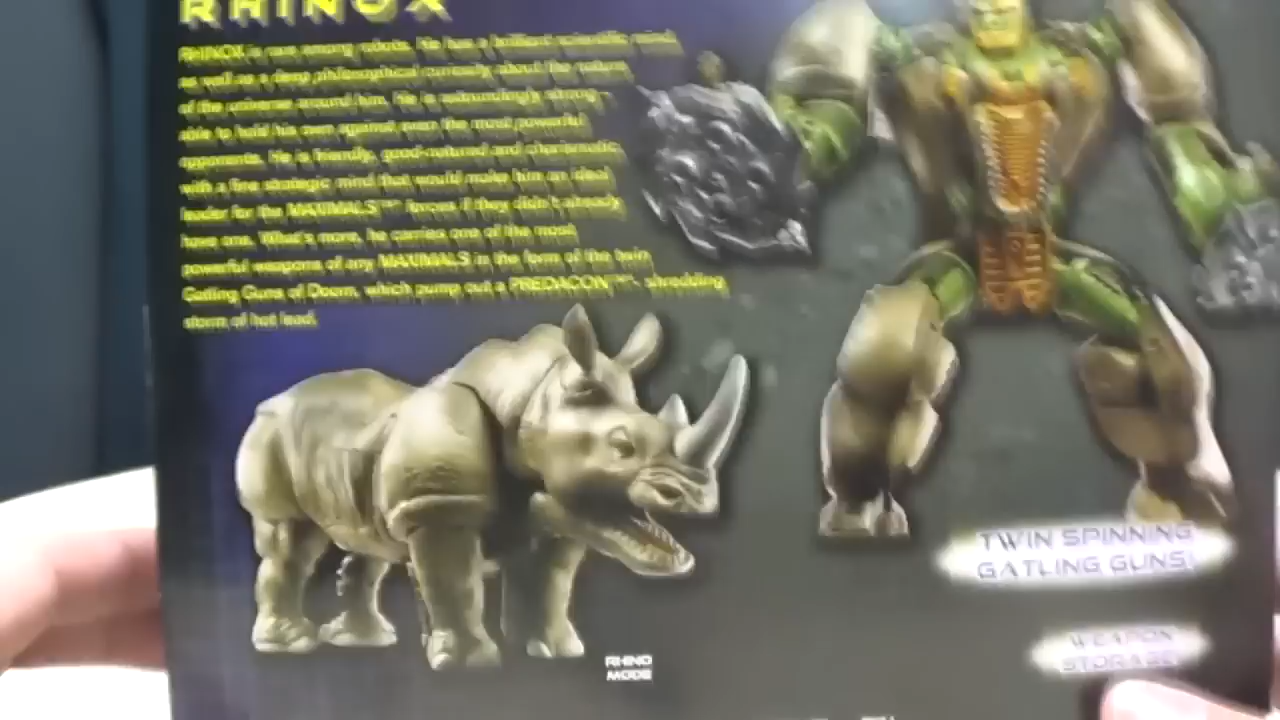 RHINOX
RHINOX is rare among robots. He has a brilliant scientific mind,
as well as a deep philosophical curiosity about the nature
of the universe around him. He is astoundingly strong-
able to hold his own against even the most powerful
opponents. He is friendly, good-natured and charismatic,
with a fine strategic mind that would make him an ideal
leader for the MAXIMALS™* forces if they didn't already
have one. What's more, he carries one of the most
powerful weapons of any MAXIMALS in the form of the twin
Gatling Guns of Doom, which pump out a PREDACON™*- shredding
storm of hot lead.
TWIN SPINNING
GATLING GUNS!
WEAPON
STORAGE!
RHINO
MODE